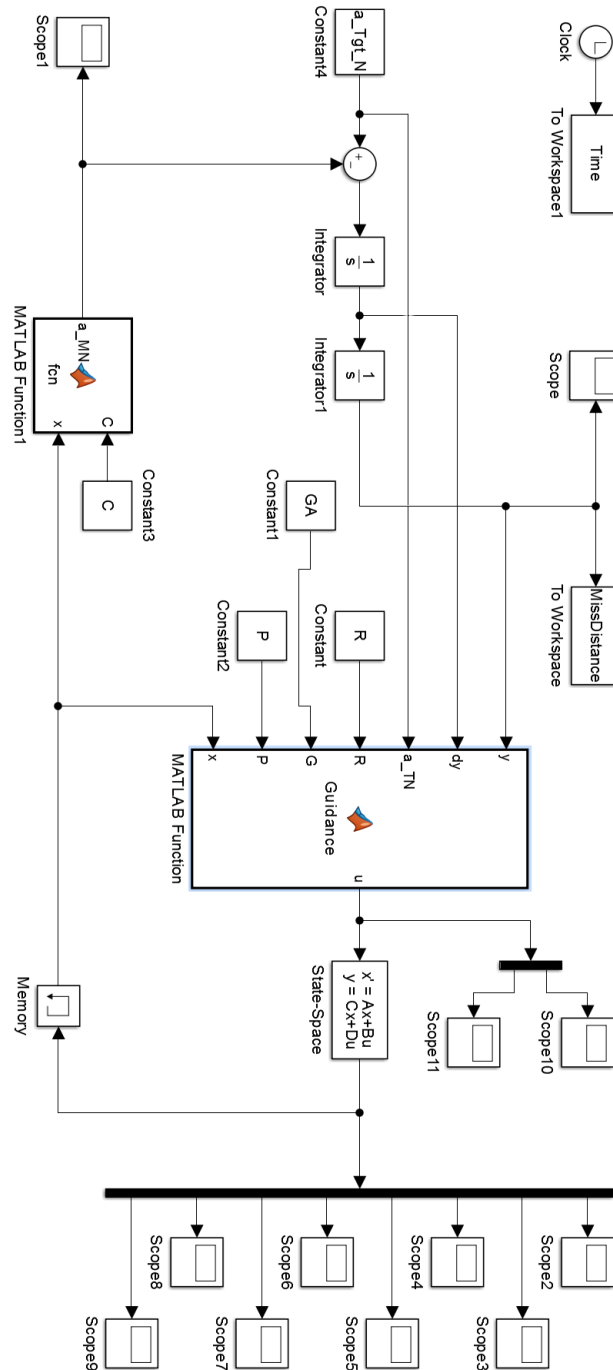 Clock
Time
To Workspace1
Scope
MissDistance
To Workspace
a_Tgt_N
Constant4
+
−
1
s
Integrator
1
s
Integrator1
Scope1
a_MN
fcn
C
x
MATLAB Function1
C
Constant3
GA
Constant1
R
Constant
P
Constant2
y
dy
a_TN
R
G
P
x
Guidance
u
MATLAB Function
x' = Ax+Bu
y = Cx+Du
State-Space
Memory
Scope10
Scope11
Scope2
Scope3
Scope4
Scope5
Scope6
Scope7
Scope8
Scope9